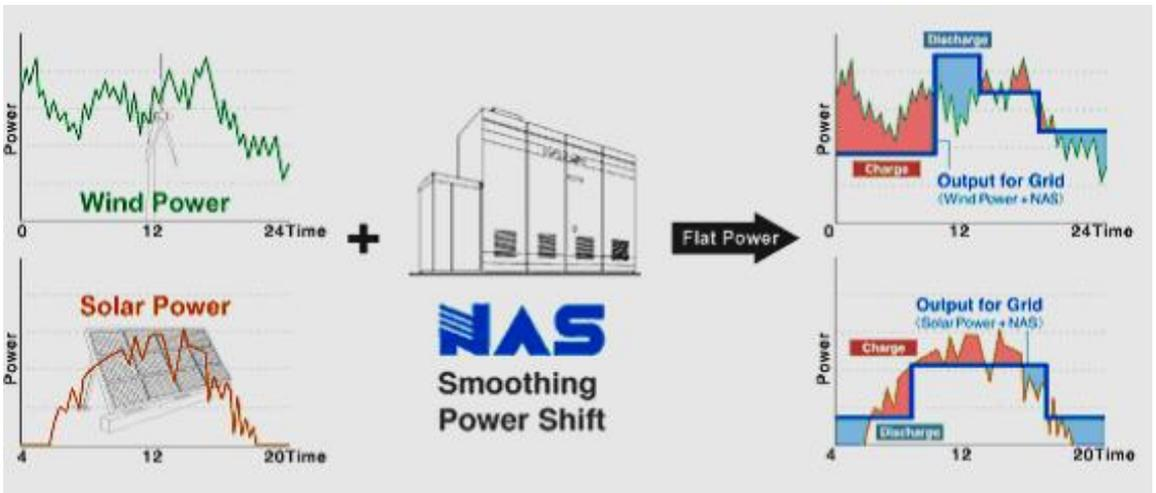 Power
Wind Power
0 12 24Time
Solar Power
Power
4 12 20Time
+
NAS
Smoothing
Power Shift
Flat Power
Discharge
Power
Charge
Output for Grid
(Wind Power + NAS)
0 12 24Time
Output for Grid
(Solar Power + NAS)
Charge
Power
Discharge
4 12 20Time